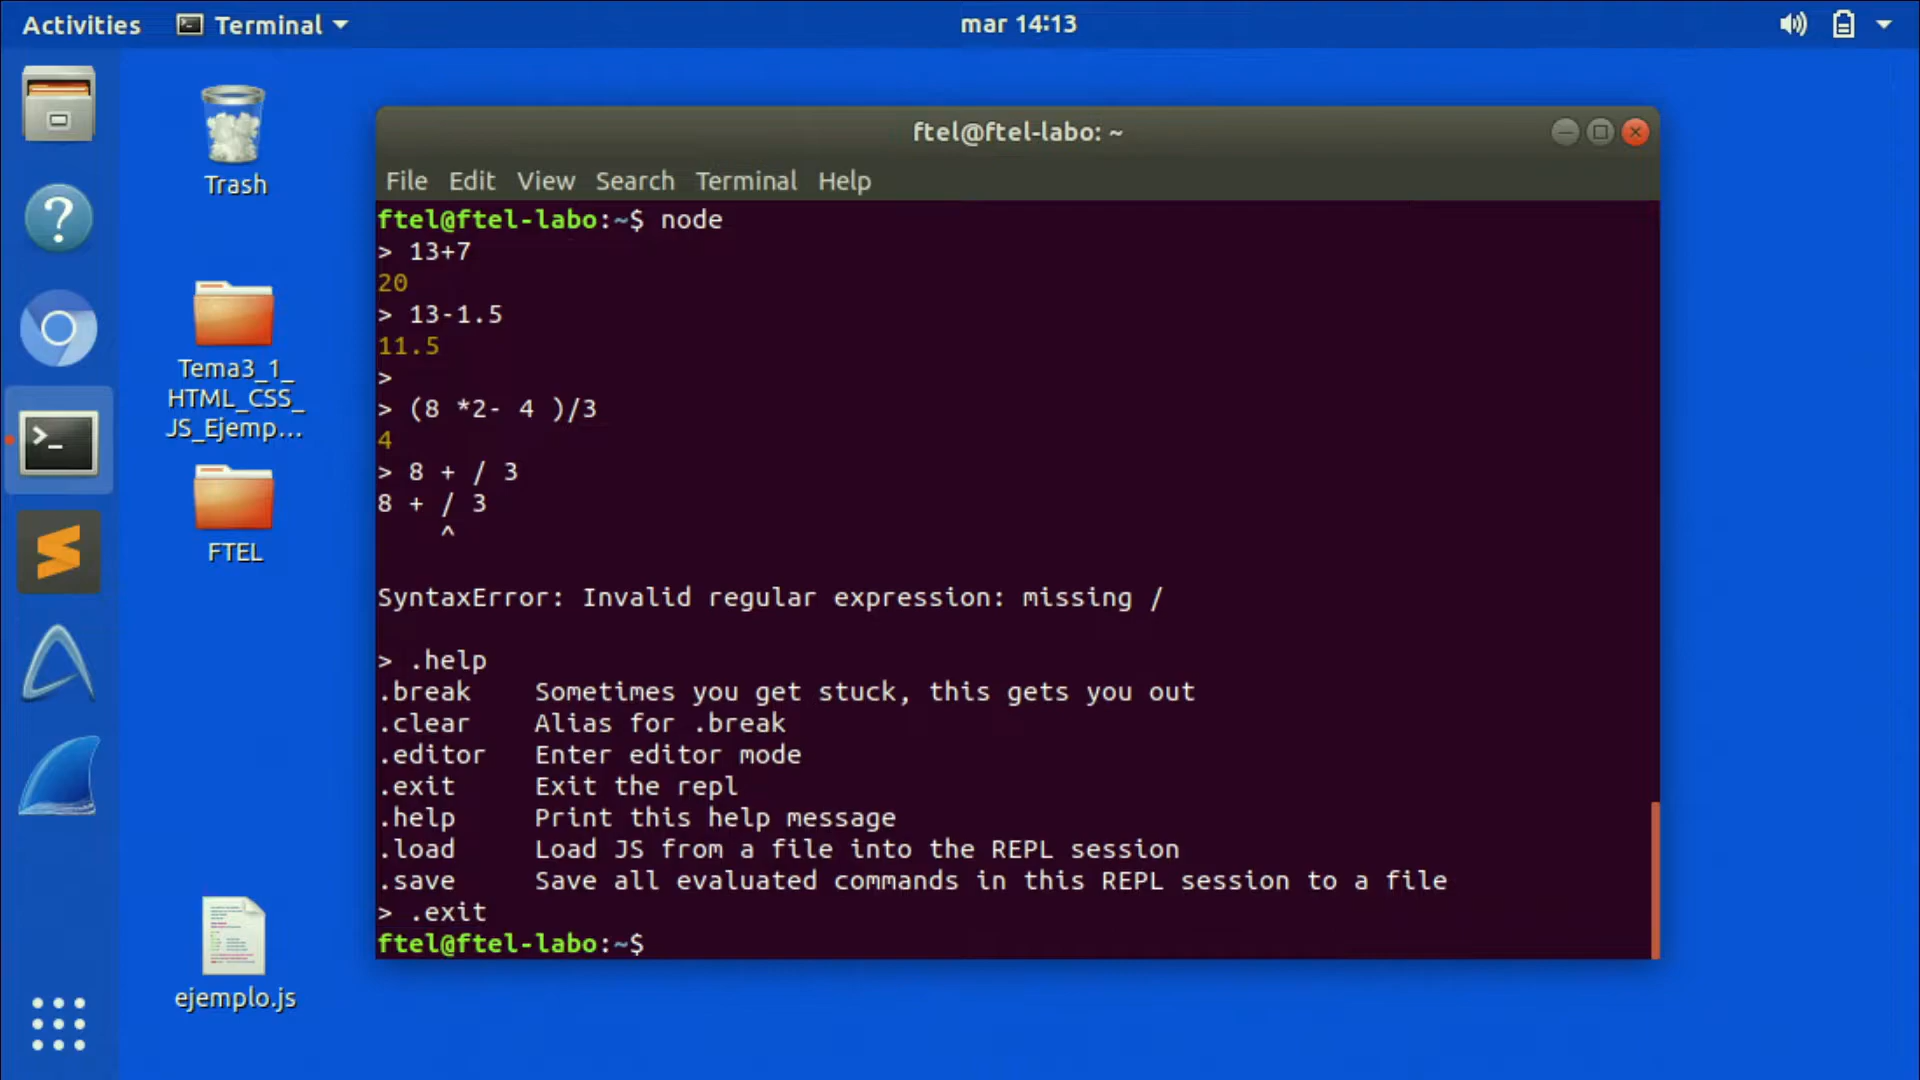 Activities
Terminal
mar 14:13
Trash
Tema3_1_
HTML_CSS_
JS_Ejemp...
FTEL
ejemplo.js
ftel@ftel-labo: ~
File Edit View Search Terminal Help
ftel@ftel-labo:~$ node
> 13+7
20
> 13-1.5
11.5
>
> (8 *2- 4 )/3
4
> 8 + / 3
8 + / 3
^
SyntaxError: Invalid regular expression: missing /
> .help
.break Sometimes you get stuck, this gets you out
.clear Alias for .break
.editor Enter editor mode
.exit Exit the repl
.help Print this help message
.load Load JS from a file into the REPL session
.save Save all evaluated commands in this REPL session to a file
> .exit
ftel@ftel-labo:~$